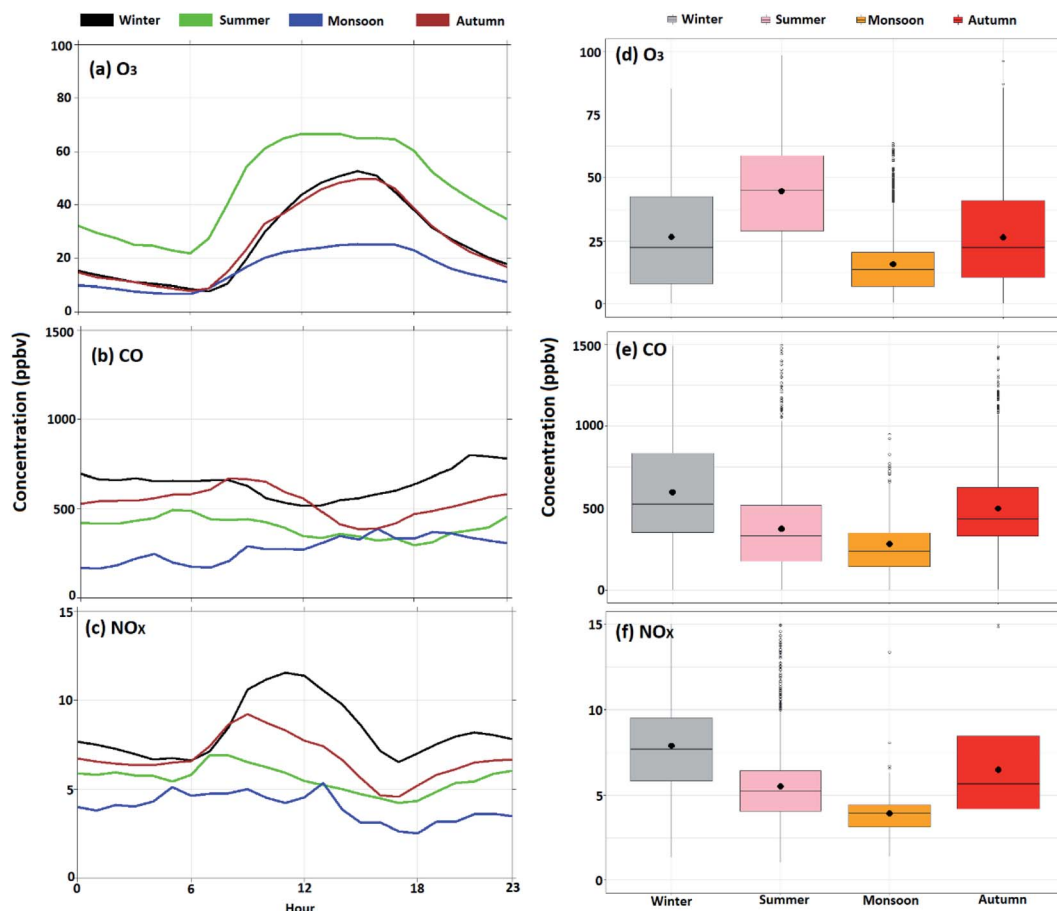 Winter Summer Monsoon Autumn
(a) O₃
100
80
60
40
20
0
(b) CO
1500
1000
500
0
(c) NOx
15
10
5
0
0 6 12 18 23
Hour
Concentration (ppbv)
Winter Summer Monsoon Autumn
(d) O₃
100
75
50
25
0
(e) CO
1500
1000
500
0
(f) NOx
15
10
5
0
Winter Summer Monsoon Autumn
Concentration (ppbv)